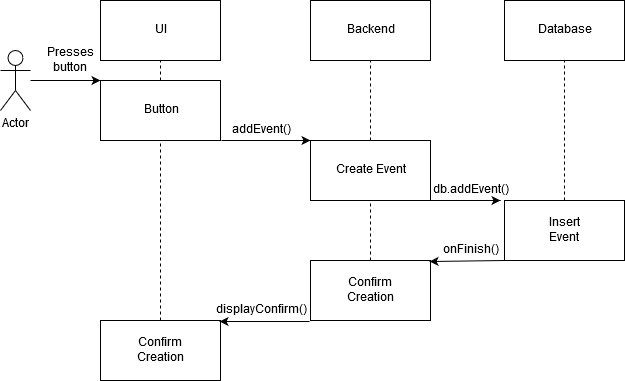 UI
Backend
Database
Presses
button
Actor
Button
addEvent()
Create Event
db.addEvent()
Insert
Event
onFinish()
Confirm
Creation
displayConfirm()
Confirm
Creation